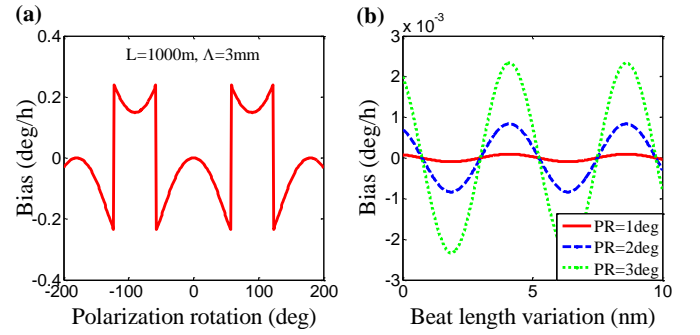 (a)
0.4
0.2
0
-0.2
-0.4
-200
-100
0
100
200
Bias (deg/h)
Polarization rotation (deg)
L=1000m, Λ=3mm
(b)
x 10⁻³
3
2
1
0
-1
-2
-3
0
5
10
Bias (deg/h)
Beat length variation (nm)
PR=1deg
PR=2deg
PR=3deg